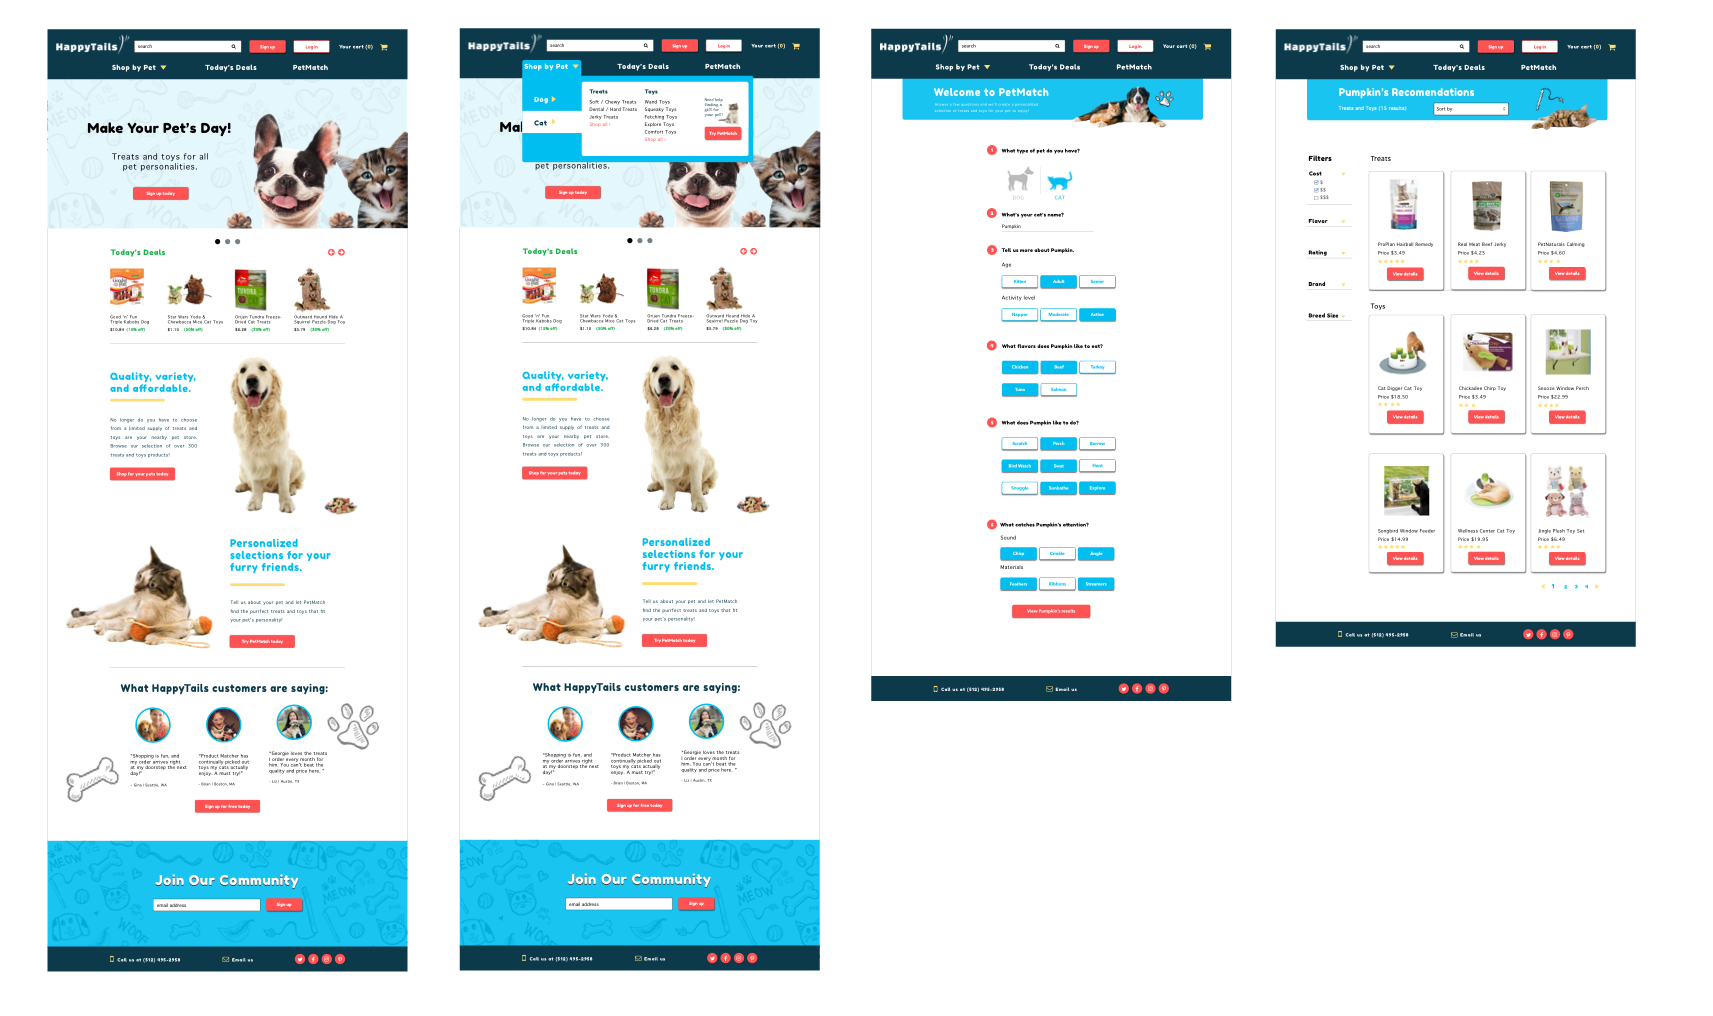 HappyTails
search
Sign up
Log in
Your cart (0)
Shop by Pet
Today's Deals
PetMatch
Make Your Pet's Day!
Treats and toys for all
pet personalities.
Sign up today
Today's Deals
Good 'n' Fun
Triple Kabobs Dog
$10.84 (15% off)
Star Wars Yoda &
Chewbacca Mice Cat Toys
$1.10 (50% off)
Orijen Tundra Freeze-
Dried Cat Treats
$6.28 (25% off)
Outward Hound Hide A
Squirrel Puzzle Dog Toy
$5.79 (50% off)
Quality, variety,
and affordable.
No longer do you have to choose
from a limited supply of treats and
toys are your nearby pet store.
Browse our selection of over 300
treats and toys products!
Shop for your pets today
Personalized
selections for your
furry friends.
Tell us about your pet and let PetMatch
find the purrfect treats and toys that fit
your pet's personality!
Try PetMatch today
What HappyTails customers are saying:
"Shopping is fun, and
my order arrives right
at my doorstep the next
day!"
- Gina | Seattle, WA
"Product Matcher has
continually picked out
toys my cats actually
enjoy. A must try!"
- Brian | Boston, MA
"Georgie loves the treats
I order every month for
him. You can't beat the
quality and price here. "
- Liz | Austin, TX
Sign up for free today
MEOW
WOOF
Join Our Community
email address
Sign up
Call us at (512) 495-2958
Email us
HappyTails
search
Sign up
Log in
Your cart (0)
Shop by Pet
Today's Deals
PetMatch
Dog
Cat
Treats
Soft / Chewy Treats
Dental / Hard Treats
Jerky Treats
Shop all >
Toys
Wand Toys
Squeaky Toys
Fetching Toys
Explore Toys
Comfort Toys
Shop all >
Need help
finding a
gift for
your pet?
Try PetMatch
Mal
pet personalities.
Sign up today
Today's Deals
Good 'n' Fun
Triple Kabobs Dog
$10.84 (15% off)
Star Wars Yoda &
Chewbacca Mice Cat Toys
$1.10 (50% off)
Orijen Tundra Freeze-
Dried Cat Treats
$6.28 (25% off)
Outward Hound Hide A
Squirrel Puzzle Dog Toy
$5.79 (50% off)
Quality, variety,
and affordable.
No longer do you have to choose
from a limited supply of treats and
toys are your nearby pet store.
Browse our selection of over 300
treats and toys products!
Shop for your pets today
Personalized
selections for your
furry friends.
Tell us about your pet and let PetMatch
find the purrfect treats and toys that fit
your pet's personality!
Try PetMatch today
What HappyTails customers are saying:
"Shopping is fun, and
my order arrives right
at my doorstep the next
day!"
- Gina | Seattle, WA
"Product Matcher has
continually picked out
toys my cats actually
enjoy. A must try!"
- Brian | Boston, MA
"Georgie loves the treats
I order every month for
him. You can't beat the
quality and price here. "
- Liz | Austin, TX
Sign up for free today
MEOW
WOOF
Join Our Community
email address
Sign up
Call us at (512) 495-2958
Email us
HappyTails
search
Sign up
Log in
Your cart (0)
Shop by Pet
Today's Deals
PetMatch
Welcome to PetMatch
Answer a few questions and we'll create a personalized
selection of treats and toys for your pet to enjoy!
1 What type of pet do you have?
DOG
CAT
2 What's your cat's name?
Pumpkin
3 Tell us more about Pumpkin.
Age
Kitten Adult Senior
Activity level
Napper Moderate Active
4 What flavors does Pumpkin like to eat?
Chicken Beef Turkey
Tuna Salmon
5 What does Pumpkin like to do?
Scratch Perch Burrow
Bird Watch Swat Hunt
Snuggle Sunbathe Explore
6 What catches Pumpkin's attention?
Sound
Chirp Crinkle Jingle
Materials
Feathers Ribbons Streamers
View Pumpkin's results
Call us at (512) 495-2958
Email us
HappyTails
search
Sign up
Log in
Your cart (0)
Shop by Pet
Today's Deals
PetMatch
Pumpkin's Recomendations
Treats and Toys (15 results)
Sort by
Filters
Cost
$
$$
$$$
Flavor
Rating
Brand
Breed Size
Treats
ProPlan Hairball Remedy
Price $3.49
View details
Real Meat Beef Jerky
Price $4.25
View details
PetNaturals Calming
Price $4.60
View details
Toys
Cat Digger Cat Toy
Price $18.50
View details
Chickadee Chirp Toy
Price $3.49
View details
Snooze Window Perch
Price $22.99
View details
Songbird Window Feeder
Price $14.99
View details
Wellness Center Cat Toy
Price $19.95
View details
Jingle Plush Toy Set
Price $6.49
View details
1 2 3 4
Call us at (512) 495-2958
Email us